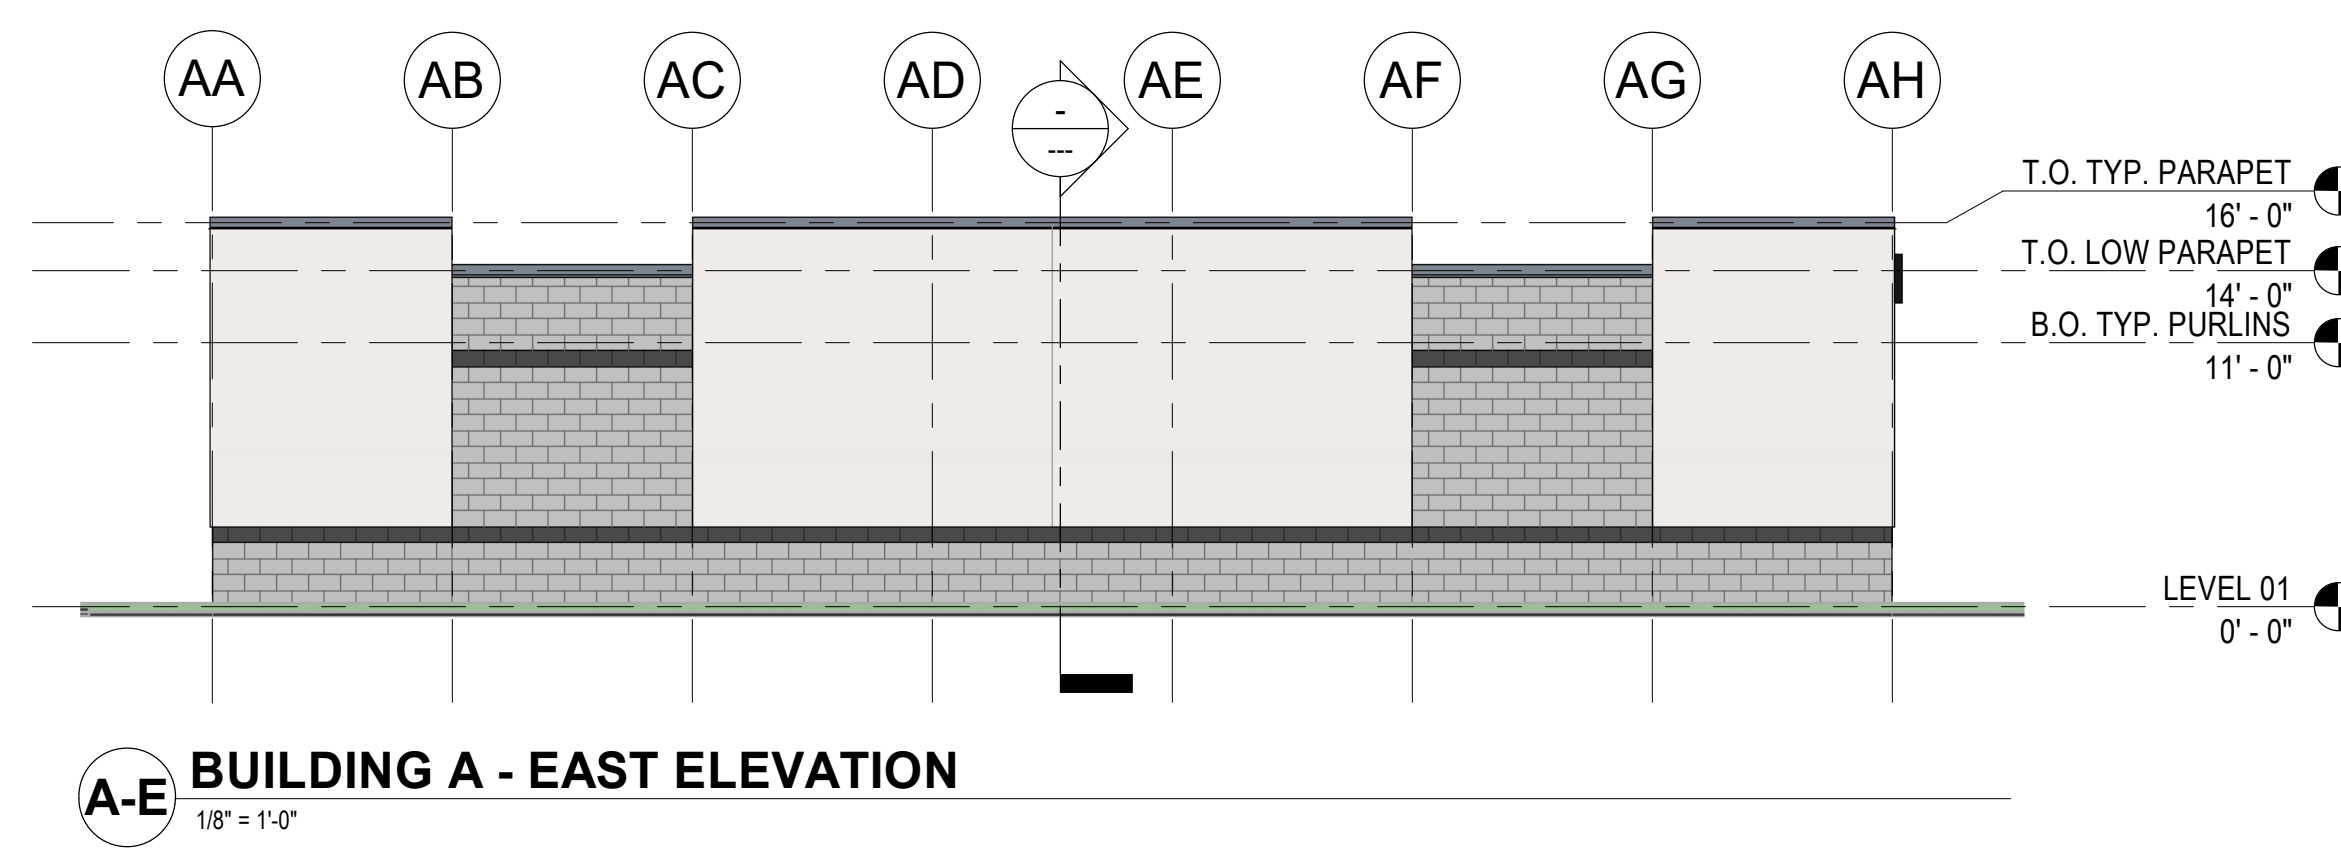 AA AB AC AD AE AF AG AH
-
---
T.O. TYP. PARAPET
16' - 0"
T.O. LOW PARAPET
14' - 0"
B.O. TYP. PURLINS
11' - 0"
LEVEL 01
0' - 0"
A-E BUILDING A - EAST ELEVATION
1/8" = 1'-0"